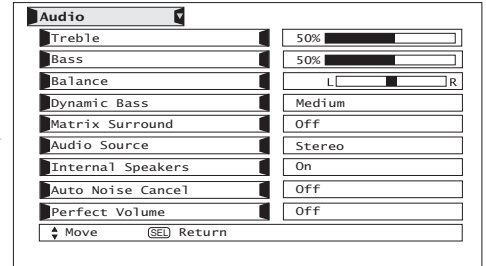 Audio
Treble 50%
Bass 50%
Balance L R
Dynamic Bass Medium
Matrix Surround Off
Audio Source Stereo
Internal Speakers On
Auto Noise Cancel Off
Perfect Volume Off
Move SEL Return